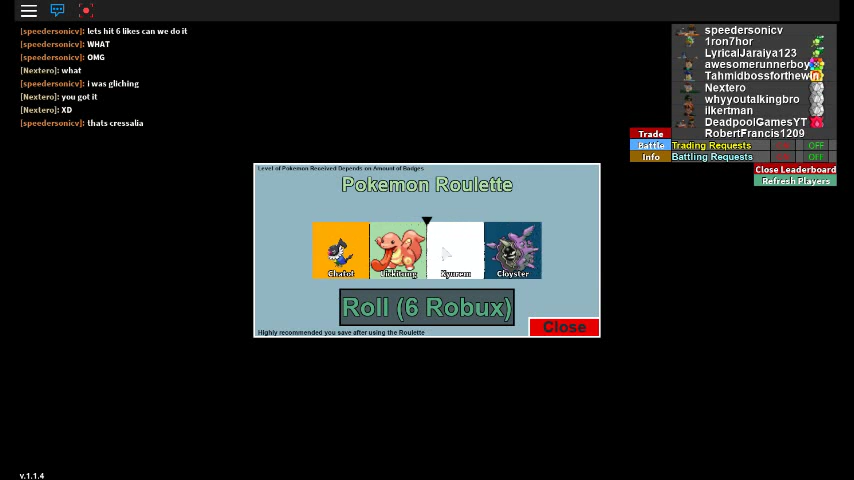 [speedersonicv]: lets hit 6 likes can we do it
[speedersonicv]: WHAT
[speedersonicv]: OMG
[Nextero]: what
[speedersonicv]: i was gliching
[Nextero]: you got it
[Nextero]: XD
[speedersonicv]: thats cressalia
speedersonicv
1ron7hor
LyricalJaraiya123
awesomerunnerboy
Tahmidbossforthewin
Nextero
whyyoutalkingbro
ilkertman
DeadpoolGamesYT
RobertFrancis1209
Trade
Battle
Info
Trading Requests OFF
Battling Requests OFF
Close Leaderboard
Refresh Players
Level of Pokemon Received Depends on Amount of Badges
Pokemon Roulette
Chatot Lickitung Kyurem Cloyster
Roll (6 Robux)
Close
Highly recommended you save after using the Roulette
v.1.1.4